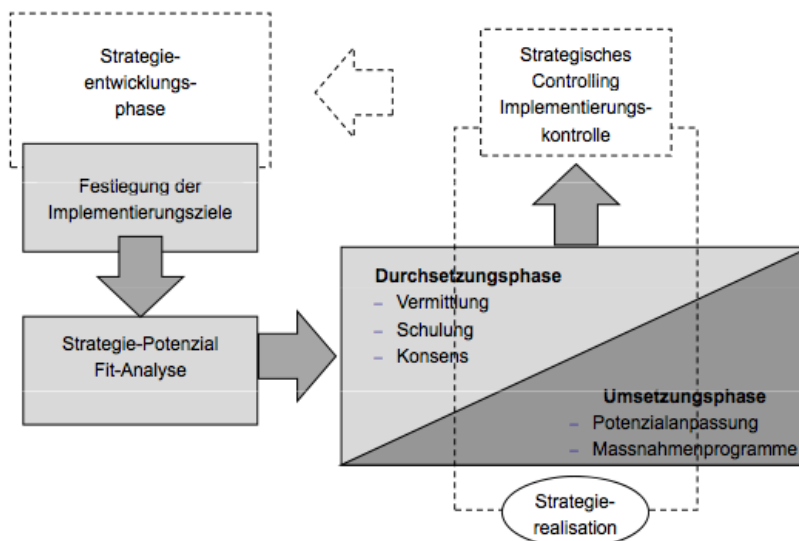 Strategie-
entwicklungs-
phase
Festlegung der
Implementierungsziele
Strategie-Potenzial
Fit-Analyse
Strategisches
Controlling
Implementierungs-
kontrolle
Durchsetzungsphase
– Vermittlung
– Schulung
– Konsens
Umsetzungsphase
– Potenzialanpassung
– Massnahmenprogramme
Strategie-
realisation